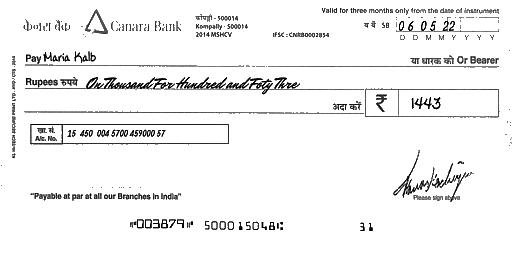 Valid for three months only from the date of instrument
केनरा बैंक Canara Bank
कोंपल्ली - 500014
Kompally - 500014
2014 MSHCV
IFSC : CNRB0002854
SB 06 05 22
D D M M Y Y Y Y
Pay Maria Kalb
या धारक को Or Bearer
Rupees रुपये On Thousand For Hundred and Foty Thre
अदा करें ₹ 1443
खा. सं.
A/c. No. 15 450 004 5700 459000 57
Please sign above
"Payable at par at all our Branches in India"
⑈003879⑈ 500015048⑆ 31